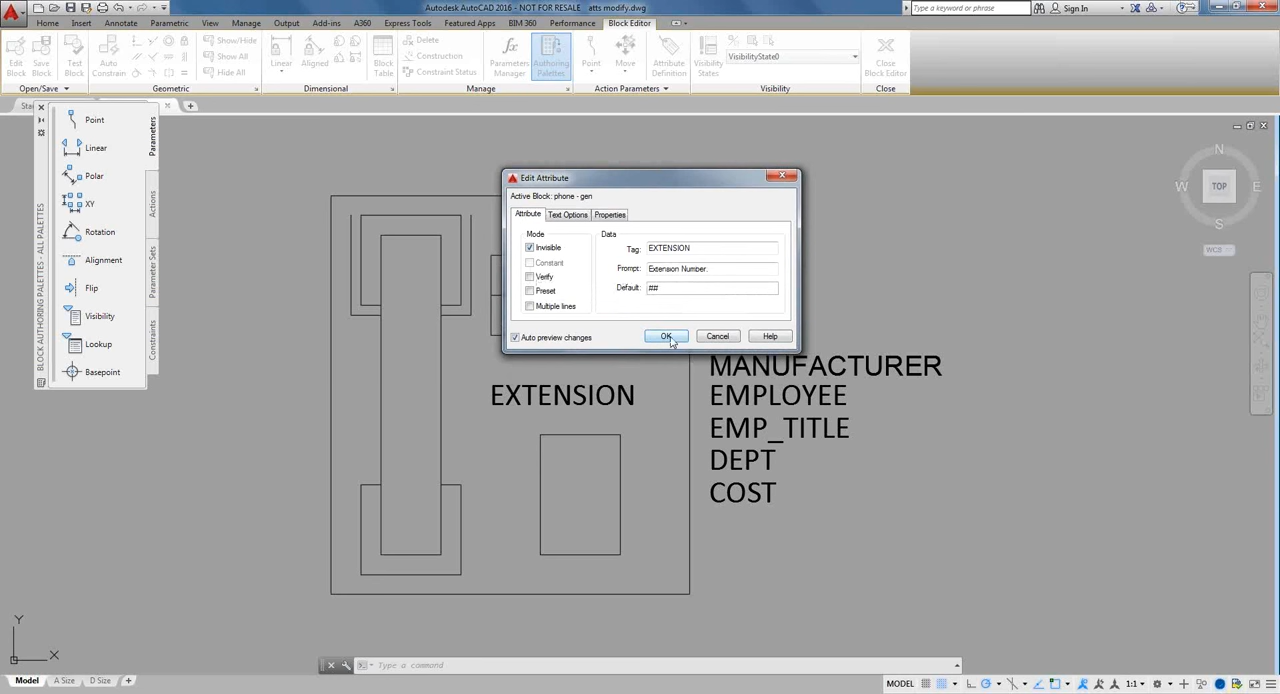 Autodesk AutoCAD 2016 - NOT FOR RESALE atts modify.dwg
Type a keyword or phrase
Sign In
Home Insert Annotate Parametric View Manage Output Add-ins A360 Express Tools Featured Apps BIM 360 Performance Block Editor
Edit Block
Save Block
Test Block
Auto Constrain
Show/Hide
Show All
Hide All
Linear
Aligned
Block Table
Delete
Construction
Constraint Status
Parameters Manager
Authoring Palettes
Point
Move
Attribute Definition
Visibility States
VisibilityState0
Close Block Editor
Open/Save
Geometric
Dimensional
Manage
Action Parameters
Visibility
Close
BLOCK AUTHORING PALETTES - ALL PALETTES
Point
Linear
Polar
XY
Rotation
Alignment
Flip
Visibility
Lookup
Basepoint
Parameters
Actions
Parameter Sets
Constraints
Edit Attribute
Active Block: phone - gen
Attribute Text Options Properties
Mode
Invisible
Constant
Verify
Preset
Multiple lines
Data
Tag: EXTENSION
Prompt: Extension Number.
Default: ##
Auto preview changes
OK
Cancel
Help
N
W TOP E
S
WCS
EXTENSION
MANUFACTURER
EMPLOYEE
EMP_TITLE
DEPT
COST
Y
X
Type a command
Model A Size D Size
MODEL
1:1